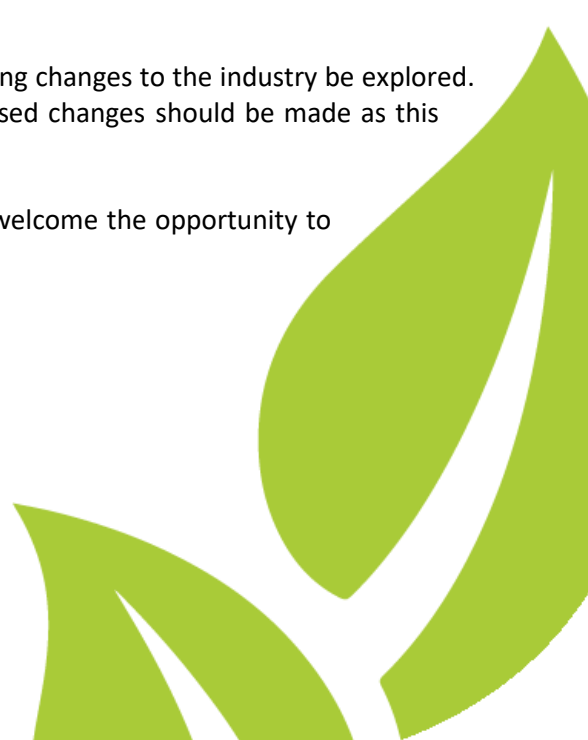 ng changes to the industry be explored.
sed changes should be made as this
welcome the opportunity to